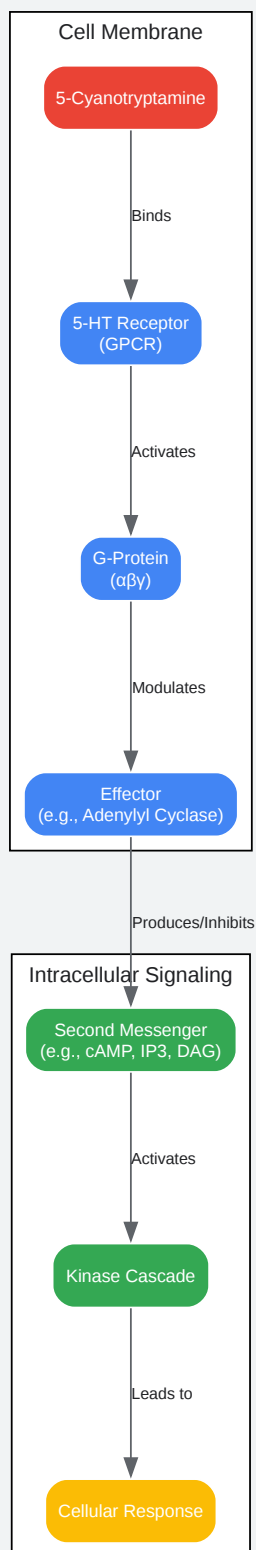 Cell Membrane
5-Cyanotryptamine
Binds
5-HT Receptor
(GPCR)
Activates
G-Protein
(αβγ)
Modulates
Effector
(e.g., Adenylyl Cyclase)
Produces/Inhibits
Intracellular Signaling
Second Messenger
(e.g., cAMP, IP3, DAG)
Activates
Kinase Cascade
Leads to
Cellular Response